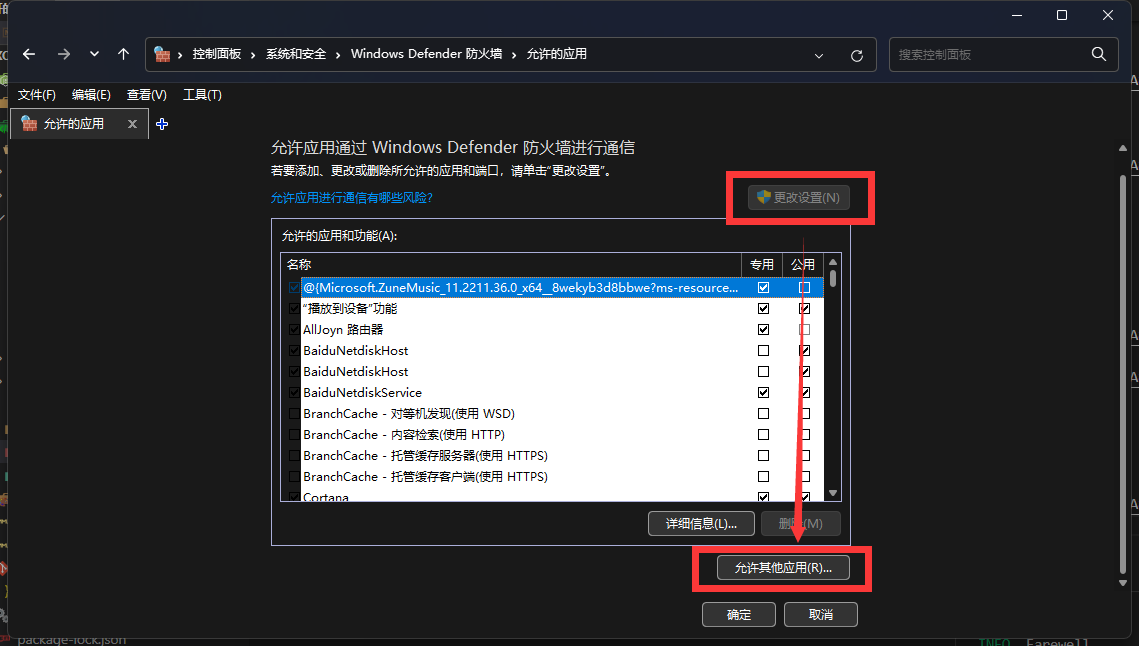 控制面板 › 系统和安全 › Windows Defender 防火墙 › 允许的应用
搜索控制面板
文件(F) 编辑(E) 查看(V) 工具(T)
允许的应用
允许应用通过 Windows Defender 防火墙进行通信
若要添加、更改或删除所允许的应用和端口，请单击"更改设置"。
允许应用进行通信有哪些风险?
更改设置(N)
允许的应用和功能(A):
名称 专用 公用
@{Microsoft.ZuneMusic_11.2211.36.0_x64__8wekyb3d8bbwe?ms-resource...
"播放到设备"功能
AllJoyn 路由器
BaiduNetdiskHost
BaiduNetdiskHost
BaiduNetdiskService
BranchCache - 对等机发现(使用 WSD)
BranchCache - 内容检索(使用 HTTP)
BranchCache - 托管缓存服务器(使用 HTTPS)
BranchCache - 托管缓存客户端(使用 HTTPS)
Cortana
详细信息(L)... 删除(M)
允许其他应用(R)...
确定 取消
package-lock.json
INFO Farewell